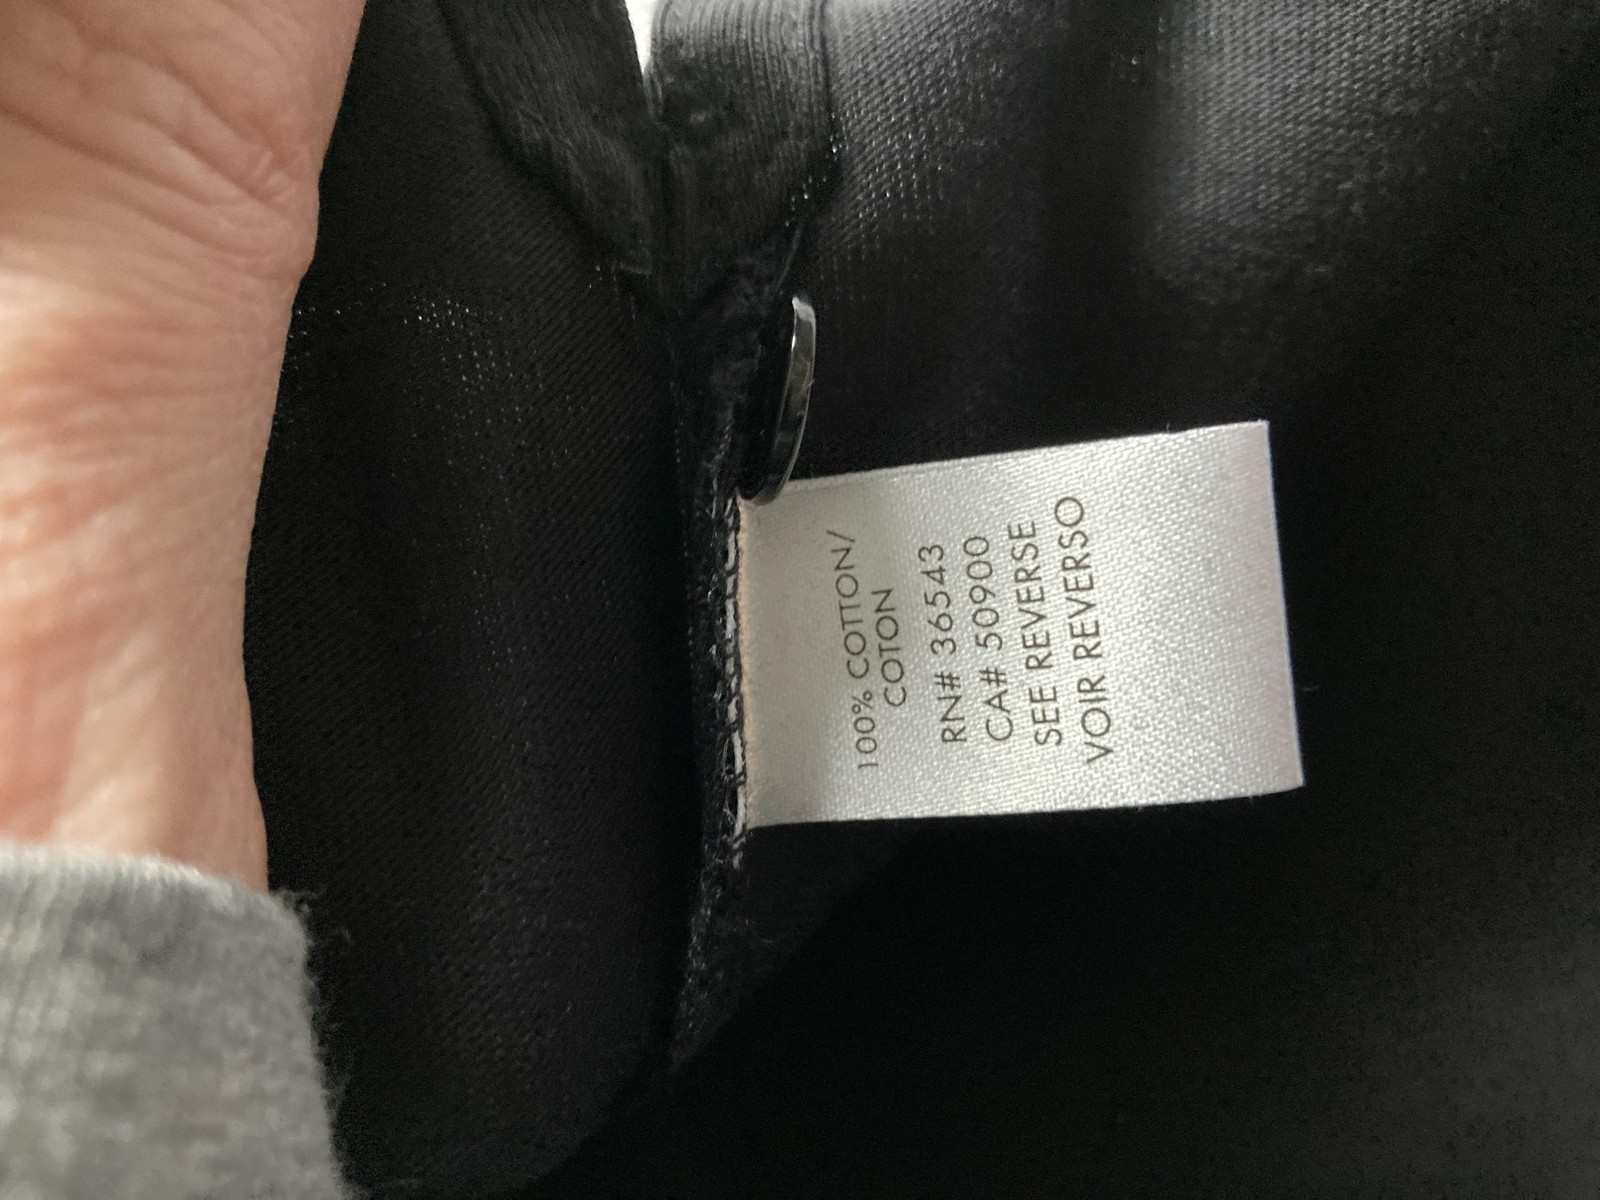 100% COTTON/
COTON
RN# 36543
CA# 50900
SEE REVERSE
VOIR REVERSO